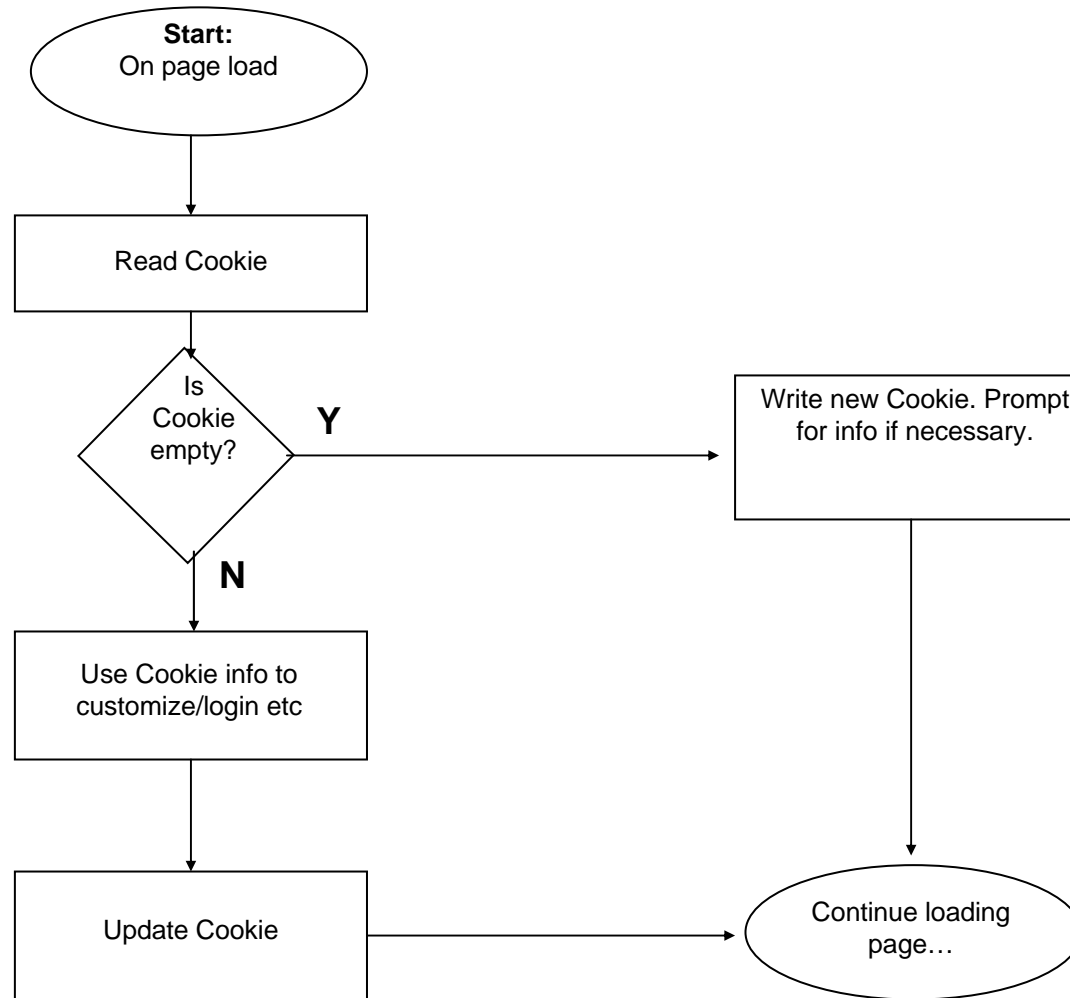 Start:
On page load
Read Cookie
Is
Cookie
empty?
Y
Write new Cookie. Prompt
for info if necessary.
N
Use Cookie info to
customize/login etc
Update Cookie
Continue loading
page…